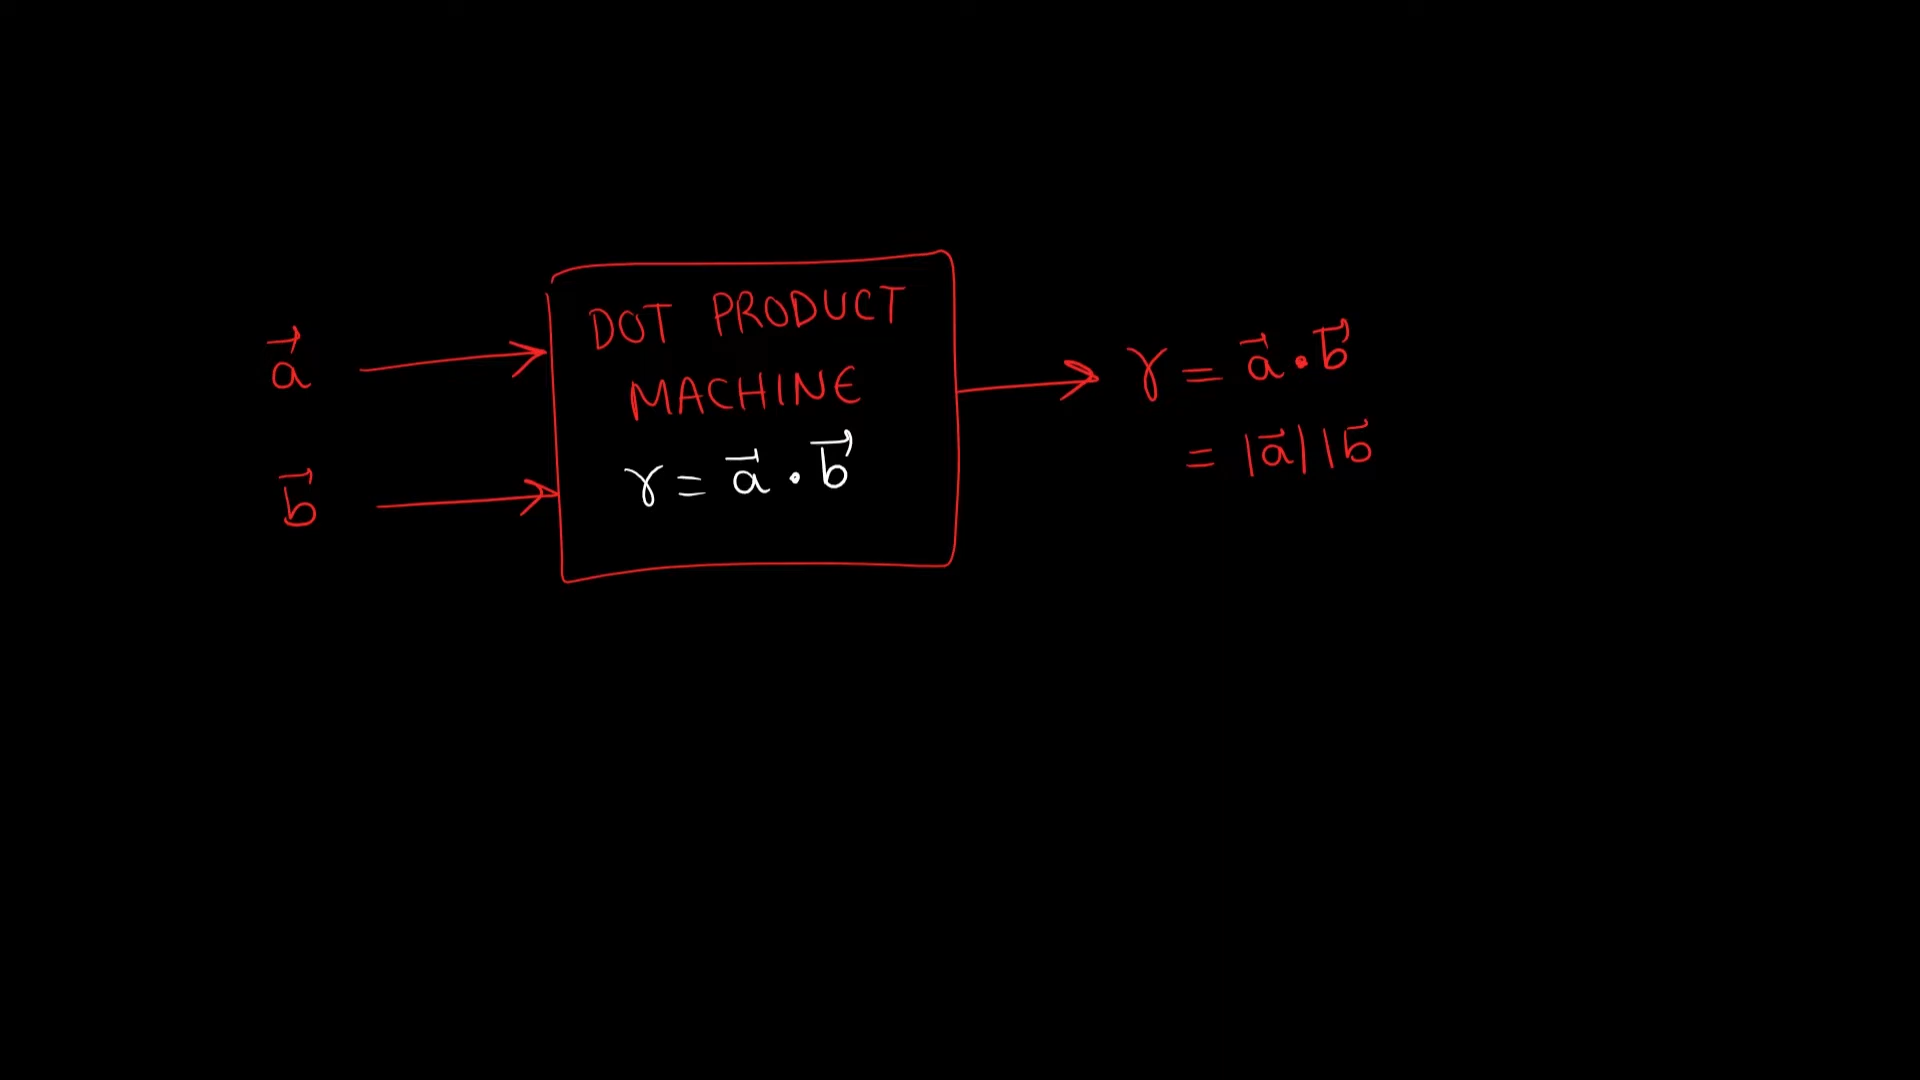 DOT PRODUCT
MACHINE
a⃗
b⃗
γ = a⃗ · b⃗
γ = a⃗ · b⃗
= |a⃗| |b⃗